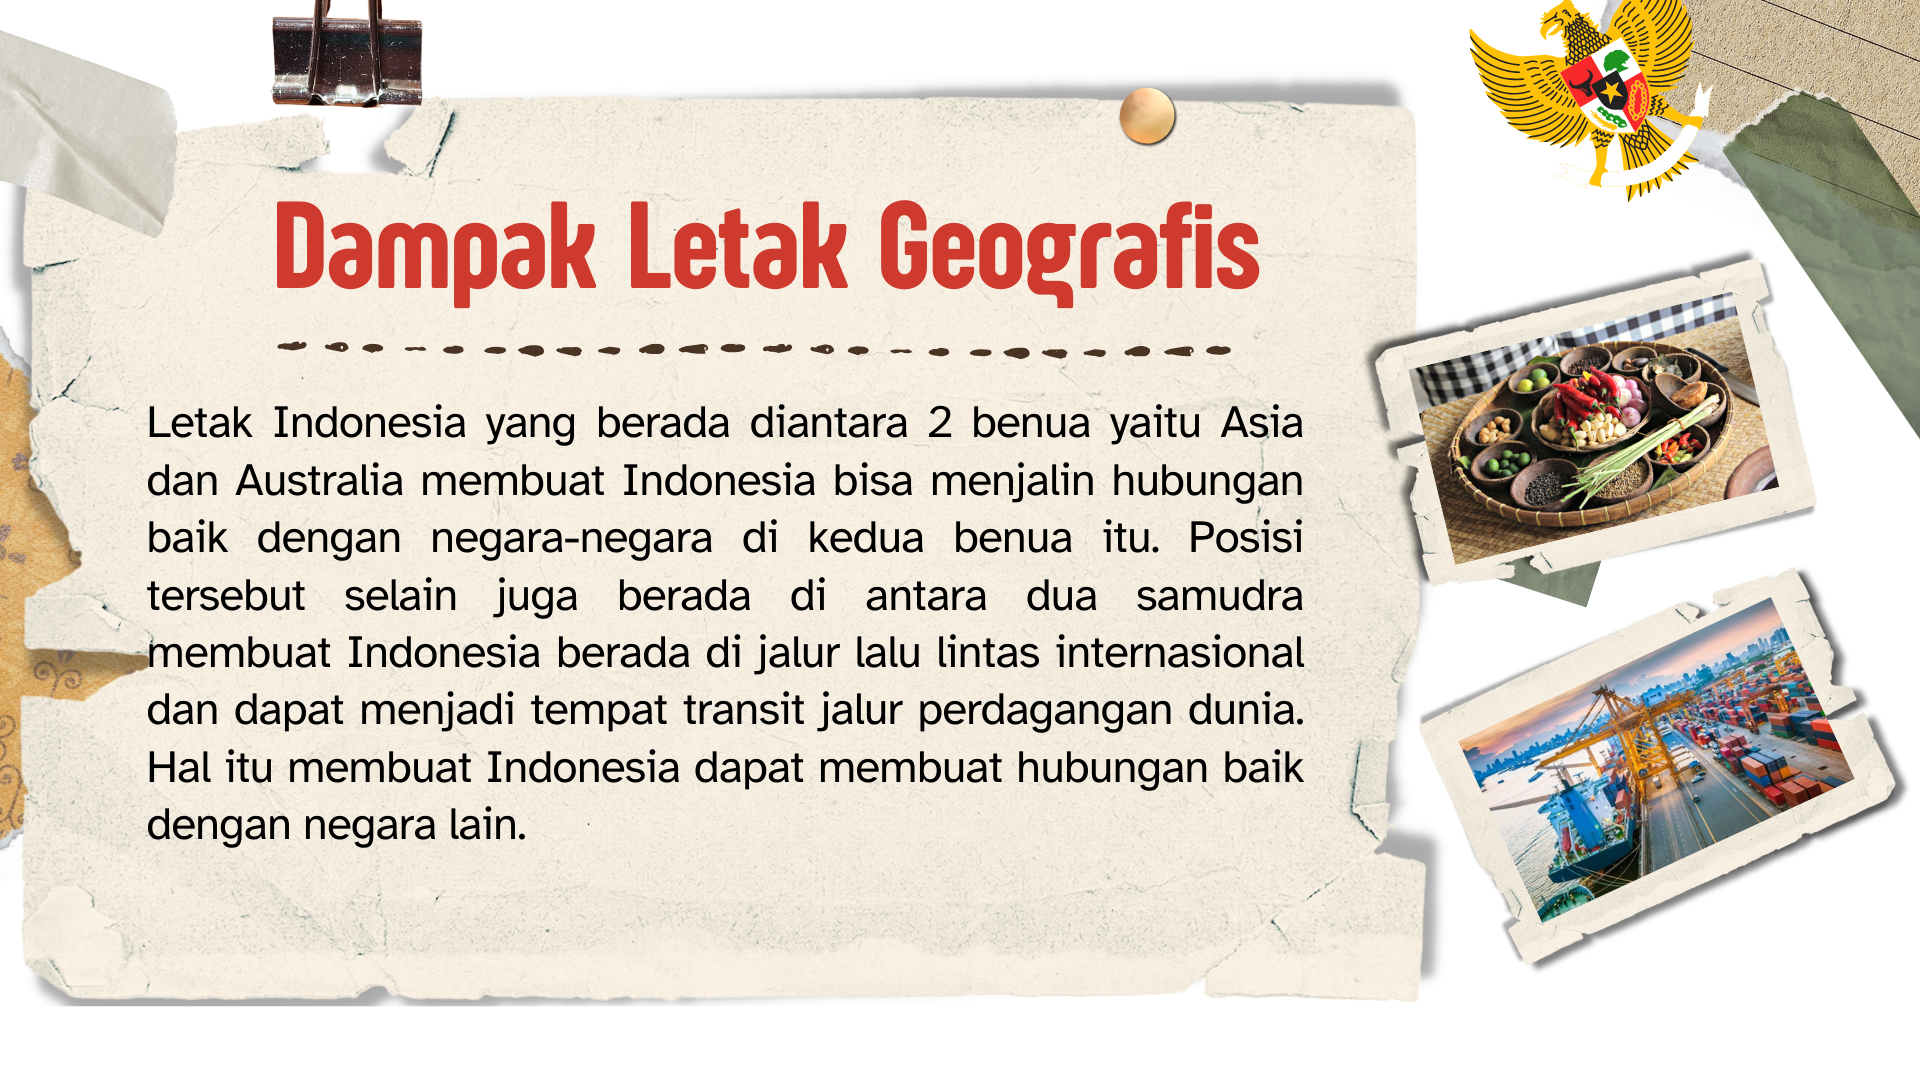 Dampak Letak Geografis
Letak Indonesia yang berada diantara 2 benua yaitu Asia
dan Australia membuat Indonesia bisa menjalin hubungan
baik dengan negara-negara di kedua benua itu. Posisi
tersebut selain juga berada di antara dua samudra
membuat Indonesia berada di jalur lalu lintas internasional
dan dapat menjadi tempat transit jalur perdagangan dunia.
Hal itu membuat Indonesia dapat membuat hubungan baik
dengan negara lain.